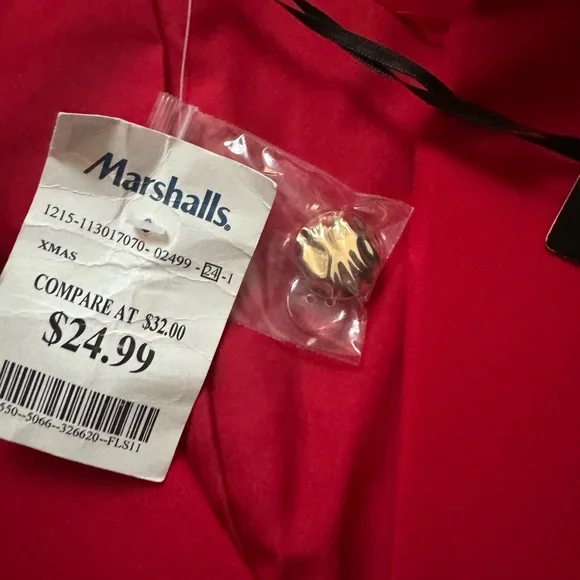 Marshalls.
1215-113017070- 02499 -24-1
XMAS
COMPARE AT $32.00
$24.99
550--5066--326620--FLS11